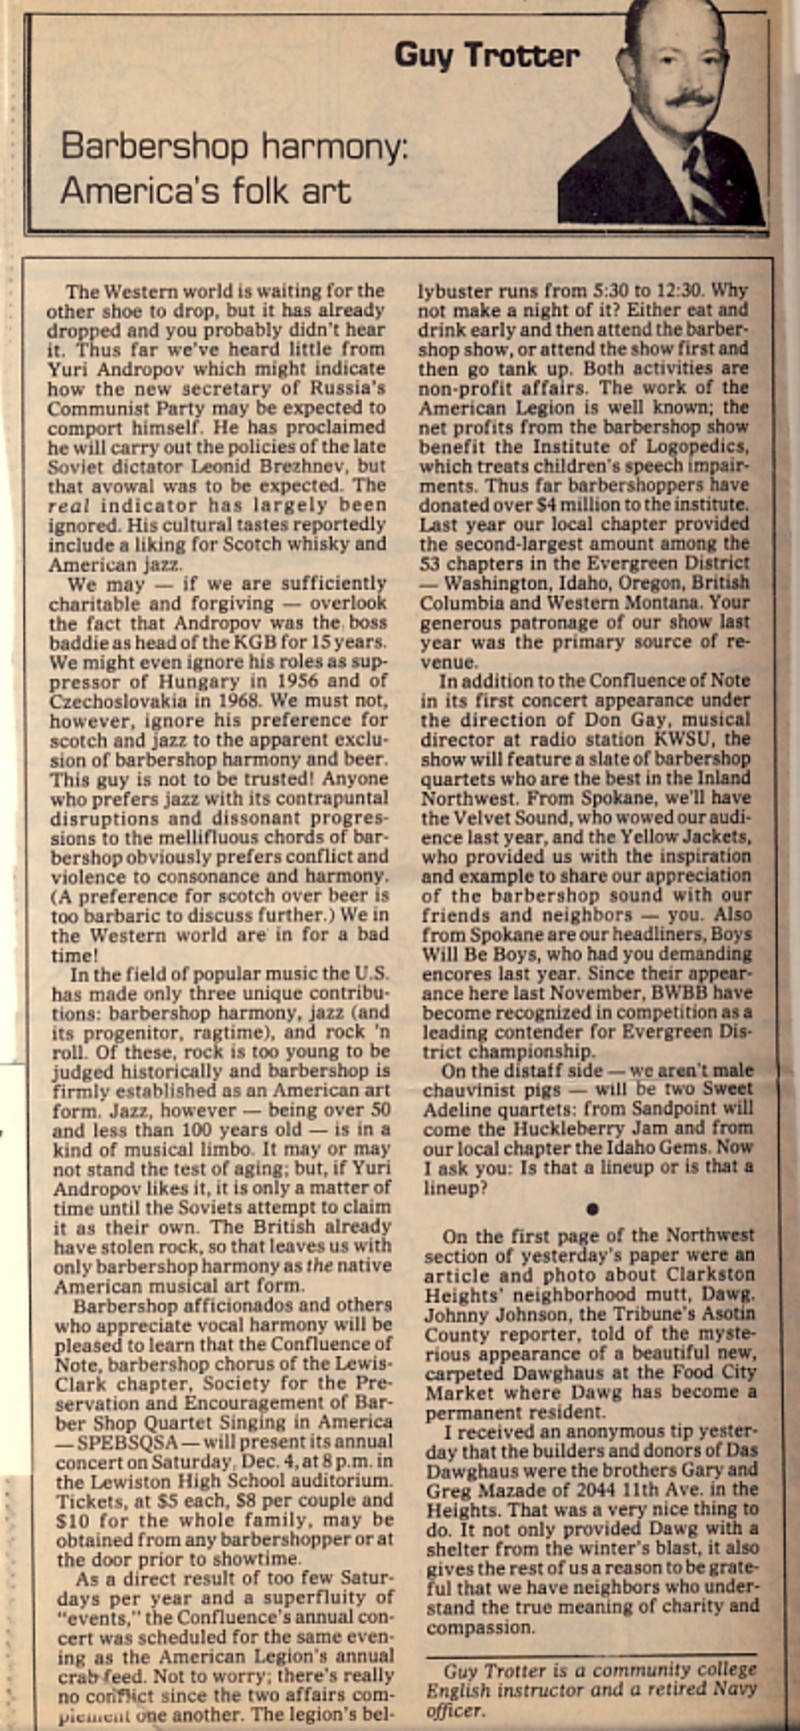 Guy Trotter
Barbershop harmony:
America's folk art
The Western world is waiting for the
other shoe to drop, but it has already
dropped and you probably didn't hear
it. Thus far we've heard little from
Yuri Andropov which might indicate
how the new secretary of Russia's
Communist Party may be expected to
comport himself. He has proclaimed
he will carry out the policies of the late
Soviet dictator Leonid Brezhnev, but
that avowal was to be expected. The
real indicator has largely been
ignored. His cultural tastes reportedly
include a liking for Scotch whisky and
American jazz.
We may — if we are sufficiently
charitable and forgiving — overlook
the fact that Andropov was the boss
baddie as head of the KGB for 15 years.
We might even ignore his roles as sup-
pressor of Hungary in 1956 and of
Czechoslovakia in 1968. We must not,
however, ignore his preference for
scotch and jazz to the apparent exclu-
sion of barbershop harmony and beer.
This guy is not to be trusted! Anyone
who prefers jazz with its contrapuntal
disruptions and dissonant progres-
sions to the mellifluous chords of bar-
bershop obviously prefers conflict and
violence to consonance and harmony.
(A preference for scotch over beer is
too barbaric to discuss further.) We in
the Western world are in for a bad
time!
In the field of popular music the U.S.
has made only three unique contribu-
tions: barbershop harmony, jazz (and
its progenitor, ragtime), and rock 'n
roll. Of these, rock is too young to be
judged historically and barbershop is
firmly established as an American art
form. Jazz, however — being over 50
and less than 100 years old — is in a
kind of musical limbo. It may or may
not stand the test of aging; but, if Yuri
Andropov likes it, it is only a matter of
time until the Soviets attempt to claim
it as their own. The British already
have stolen rock, so that leaves us with
only barbershop harmony as the native
American musical art form.
Barbershop afficionados and others
who appreciate vocal harmony will be
pleased to learn that the Confluence of
Note, barbershop chorus of the Lewis-
Clark chapter, Society for the Pre-
servation and Encouragement of Bar-
ber Shop Quartet Singing in America
— SPEBSQSA — will present its annual
concert on Saturday, Dec. 4, at 8 p.m. in
the Lewiston High School auditorium.
Tickets, at $5 each, $8 per couple and
$10 for the whole family, may be
obtained from any barbershopper or at
the door prior to showtime.
As a direct result of too few Satur-
days per year and a superfluity of
"events," the Confluence's annual con-
cert was scheduled for the same even-
ing as the American Legion's annual
crab feed. Not to worry; there's really
no conflict since the two affairs com-
plement one another. The legion's bel-
lybuster runs from 5:30 to 12:30. Why
not make a night of it? Either eat and
drink early and then attend the barber-
shop show, or attend the show first and
then go tank up. Both activities are
non-profit affairs. The work of the
American Legion is well known; the
net profits from the barbershop show
benefit the Institute of Logopedics,
which treats children's speech impair-
ments. Thus far barbershoppers have
donated over $4 million to the institute.
Last year our local chapter provided
the second-largest amount among the
53 chapters in the Evergreen District
— Washington, Idaho, Oregon, British
Columbia and Western Montana. Your
generous patronage of our show last
year was the primary source of re-
venue.
In addition to the Confluence of Note
in its first concert appearance under
the direction of Don Gay, musical
director at radio station KWSU, the
show will feature a slate of barbershop
quartets who are the best in the Inland
Northwest. From Spokane, we'll have
the Velvet Sound, who wowed our audi-
ence last year, and the Yellow Jackets,
who provided us with the inspiration
and example to share our appreciation
of the barbershop sound with our
friends and neighbors — you. Also
from Spokane are our headliners, Boys
Will Be Boys, who had you demanding
encores last year. Since their appear-
ance here last November, BWBB have
become recognized in competition as a
leading contender for Evergreen Dis-
trict championship.
On the distaff side — we aren't male
chauvinist pigs — will be two Sweet
Adeline quartets: from Sandpoint will
come the Huckleberry Jam and from
our local chapter the Idaho Gems. Now
I ask you: Is that a lineup or is that a
lineup?
●
On the first page of the Northwest
section of yesterday's paper were an
article and photo about Clarkston
Heights' neighborhood mutt, Dawg.
Johnny Johnson, the Tribune's Asotin
County reporter, told of the myste-
rious appearance of a beautiful new,
carpeted Dawghaus at the Food City
Market where Dawg has become a
permanent resident.
I received an anonymous tip yester-
day that the builders and donors of Das
Dawghaus were the brothers Gary and
Greg Mazade of 2044 11th Ave. in the
Heights. That was a very nice thing to
do. It not only provided Dawg with a
shelter from the winter's blast, it also
gives the rest of us a reason to be grate-
ful that we have neighbors who under-
stand the true meaning of charity and
compassion.
Guy Trotter is a community college
English instructor and a retired Navy
officer.